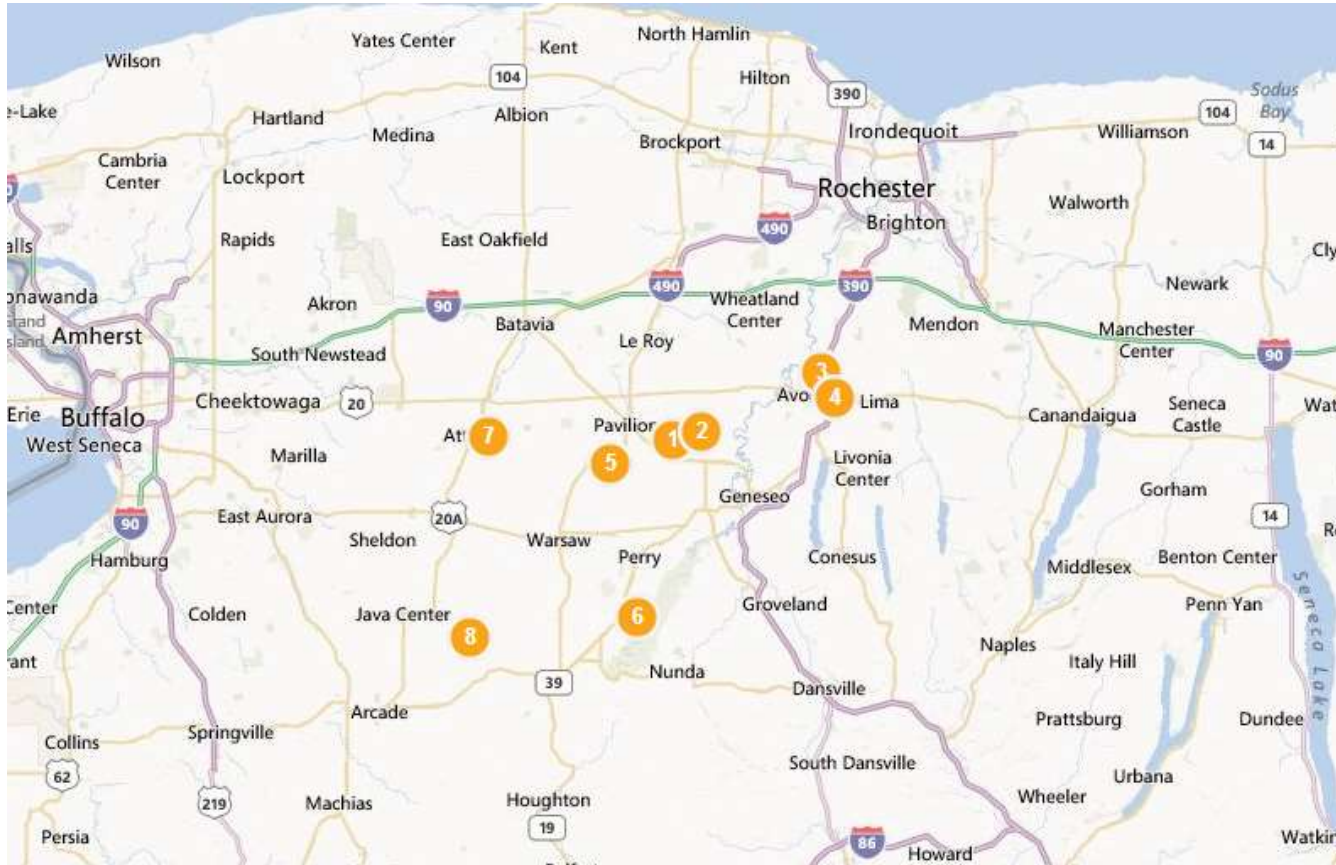 Yates Center
Kent
North Hamlin
Wilson
104
Hilton
390
Sodus
Bay
e-Lake
Hartland
Medina
Albion
Brockport
Irondequoit
Williamson
104
14
Cambria
Center
Lockport
Rochester
Walworth
490
Brighton
alls
Rapids
East Oakfield
Cly
onawanda
Akron
90
490
Wheatland
Center
390
Newark
sland
Island
Amherst
Batavia
Mendon
Manchester
Center
South Newstead
Le Roy
90
3
Erie
Cheektowaga
20
Avo
4
Lima
Canandaigua
Seneca
Castle
Wat
Buffalo
West Seneca
Att
7
Pavilion
1
2
Marilla
5
Livonia
Center
Geneseo
Gorham
90
East Aurora
20A
14
Hamburg
Sheldon
Warsaw
Perry
Conesus
Middlesex
Benton Center
Center
Colden
Java Center
8
6
Groveland
Penn Yan
Seneca Lake
rant
Naples
Italy Hill
39
Nunda
Dansville
Arcade
Prattsburg
Dundee
Collins
Springville
62
South Dansville
Urbana
219
Machias
Houghton
Wheeler
19
Persia
86
Howard
Watkin